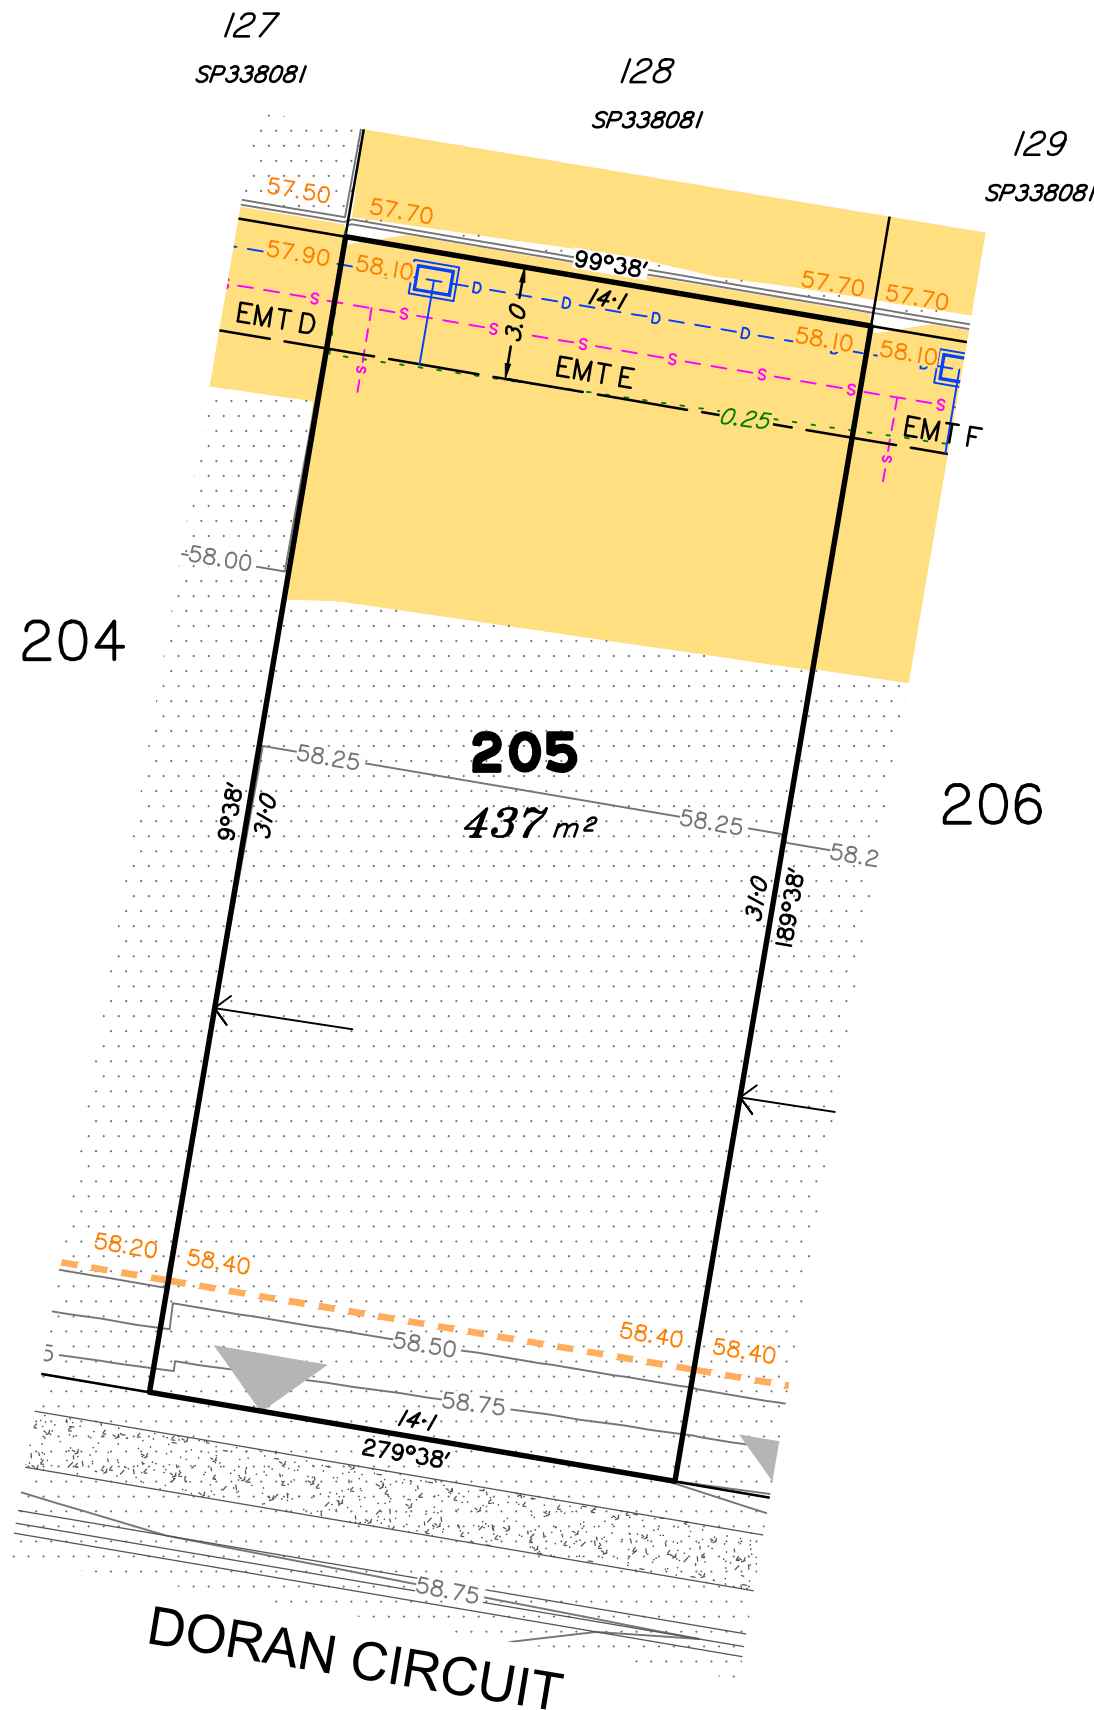 127
SP338081
128
SP338081
129
SP338081
57.50
57.70
99°38'
57.90
58.10
D
14·1
57.70
57.70
S
S
S
3.0
D
D
D
58.10
58.10
D
EMT D
S
S
S
S
S
S
EMT E
S
0.25
EMT F
S
58.00
204
205
58.25
437 m²
58.25
58.2
206
9°38'
31·0
31·0
189°38'
58.20
58.40
58.40
58.40
58.50
5
58.75
14·1
279°38'
58.75
DORAN CIRCUIT